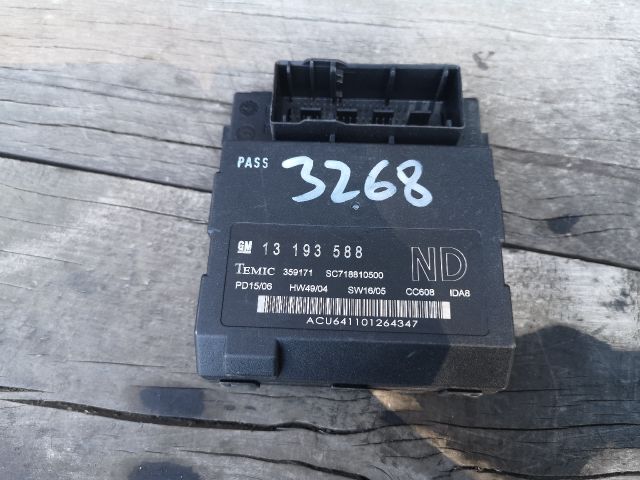 PASS 3268
GM 13 193 588 ND
TEMIC 359171 SC718810500
PD15/06 HW49/04 SW16/05 CC608 IDA8
ACU641101264347